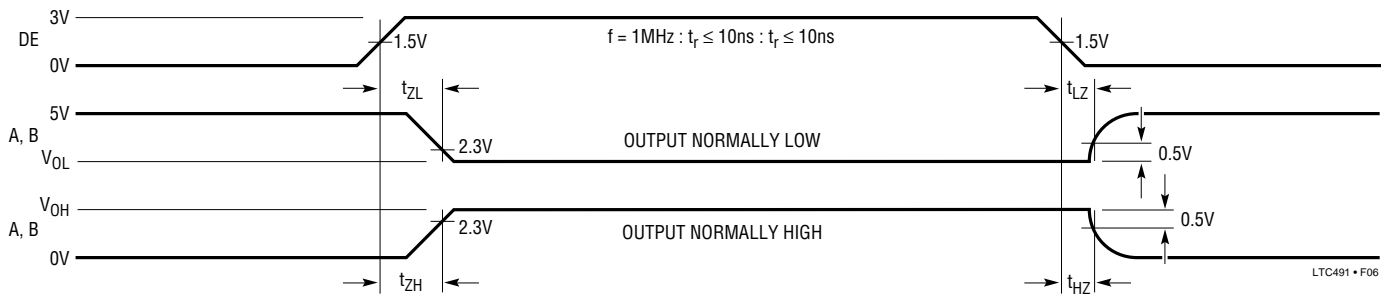 3V
DE
1.5V
f = 1MHz : tr ≤ 10ns : tr ≤ 10ns
1.5V
0V
tZL
tLZ
5V
A, B
2.3V
OUTPUT NORMALLY LOW
0.5V
VOL
VOH
A, B
2.3V
OUTPUT NORMALLY HIGH
0.5V
0V
tZH
tHZ
LTC491 • F06